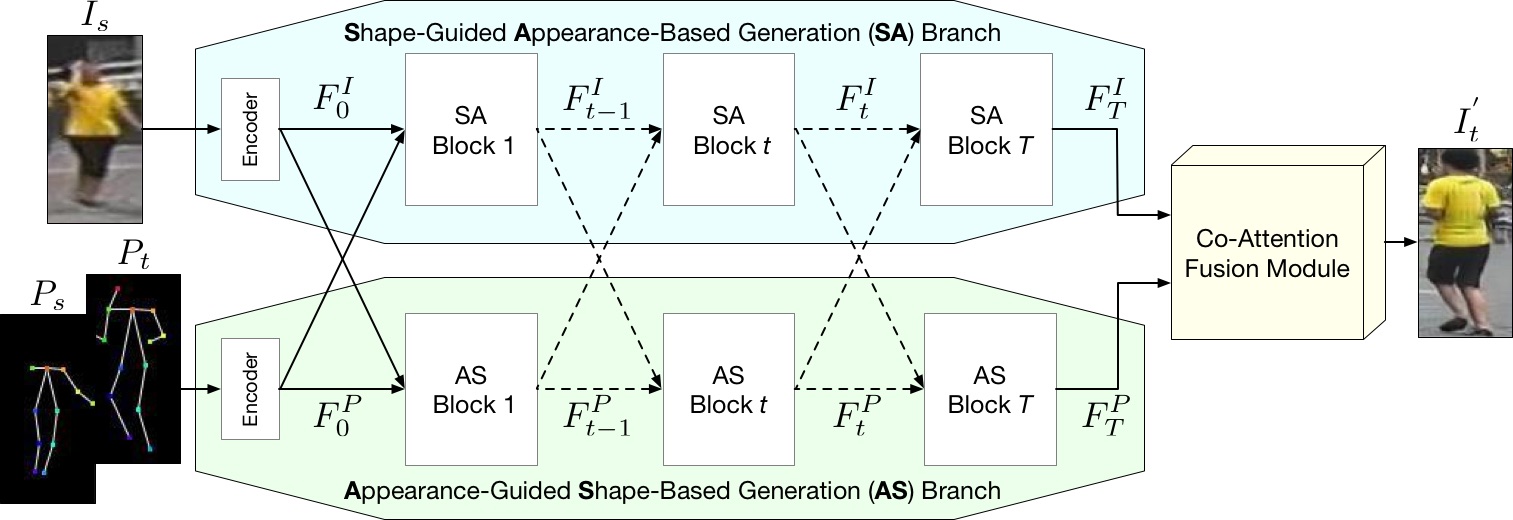 I_s
Shape-Guided Appearance-Based Generation (SA) Branch
Encoder
F_0^I
SA
Block 1
F_{t-1}^I
SA
Block t
F_t^I
SA
Block T
F_T^I
P_s
P_t
Encoder
F_0^P
AS
Block 1
F_{t-1}^P
AS
Block t
F_t^P
AS
Block T
F_T^P
Appearance-Guided Shape-Based Generation (AS) Branch
Co-Attention
Fusion Module
I_t^'